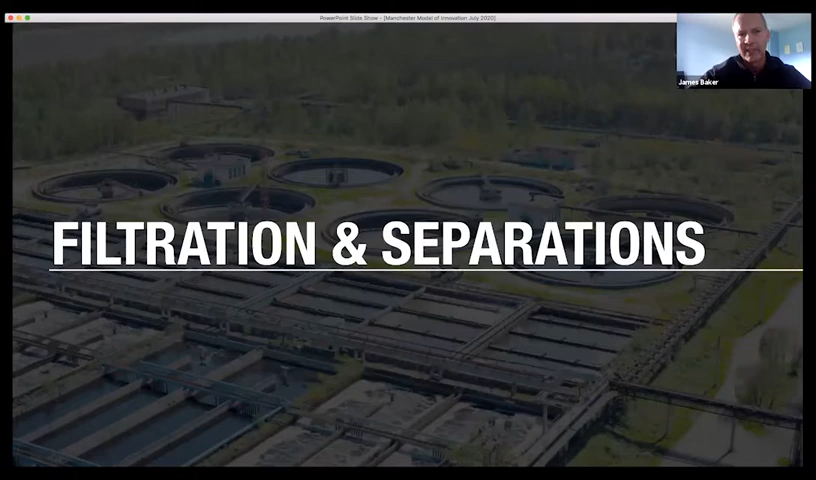 PowerPoint Slide Show - [Manchester Model of Innovation July 2020]
James Baker
FILTRATION & SEPARATIONS